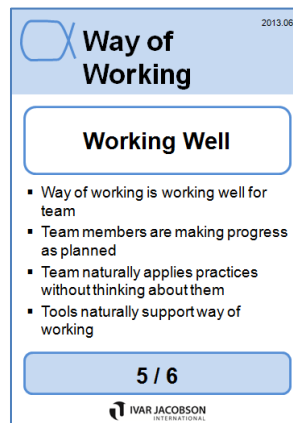 2013.06
Way of
Working
Working Well
▪ Way of working is working well for
team
▪ Team members are making progress
as planned
▪ Team naturally applies practices
without thinking about them
▪ Tools naturally support way of
working
5 / 6
IVAR JACOBSON
INTERNATIONAL